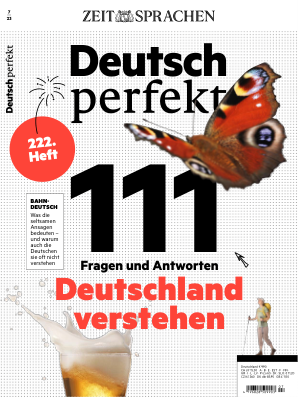 7
23
ZEIT SPRACHEN
Deutsch perfekt
Deutsch
perfekt
222.
Heft
111
BAHN-
DEUTSCH
Was die
seltsamen
Ansagen
bedeuten –
und warum
auch die
Deutschen
sie oft nicht
verstehen
Fragen und Antworten
Deutschland
verstehen